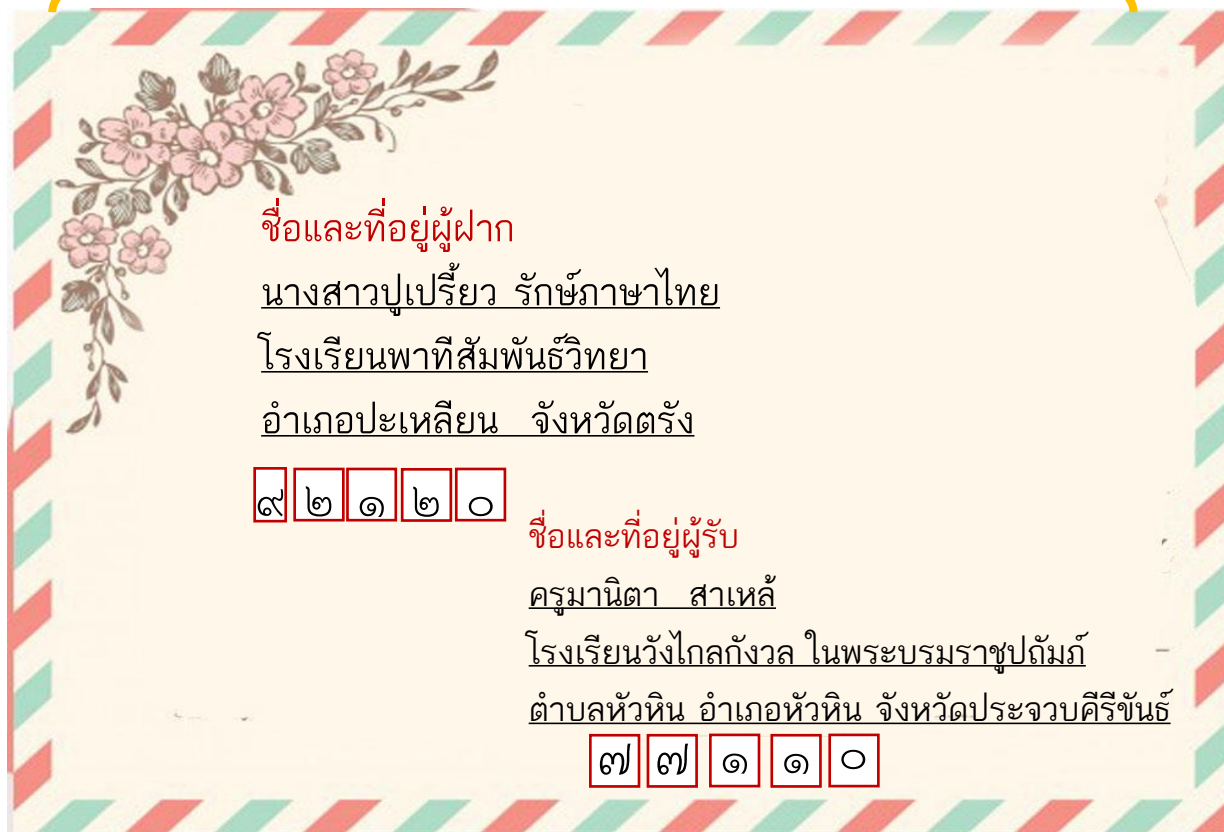 ชื่อและที่อยู่ผู้ฝาก
นางสาวปูเปรี้ยว รักษ์ภาษาไทย
โรงเรียนพาทีสัมพันธ์วิทยา
อำเภอปะเหลียน จังหวัดตรัง
๙๒๑๒๐
ชื่อและที่อยู่ผู้รับ
ครูมานิตา สาเหล้
โรงเรียนวังไกลกังวล ในพระบรมราชูปถัมภ์
ตำบลหัวหิน อำเภอหัวหิน จังหวัดประจวบคีรีขันธ์
๗๗๑๑๐